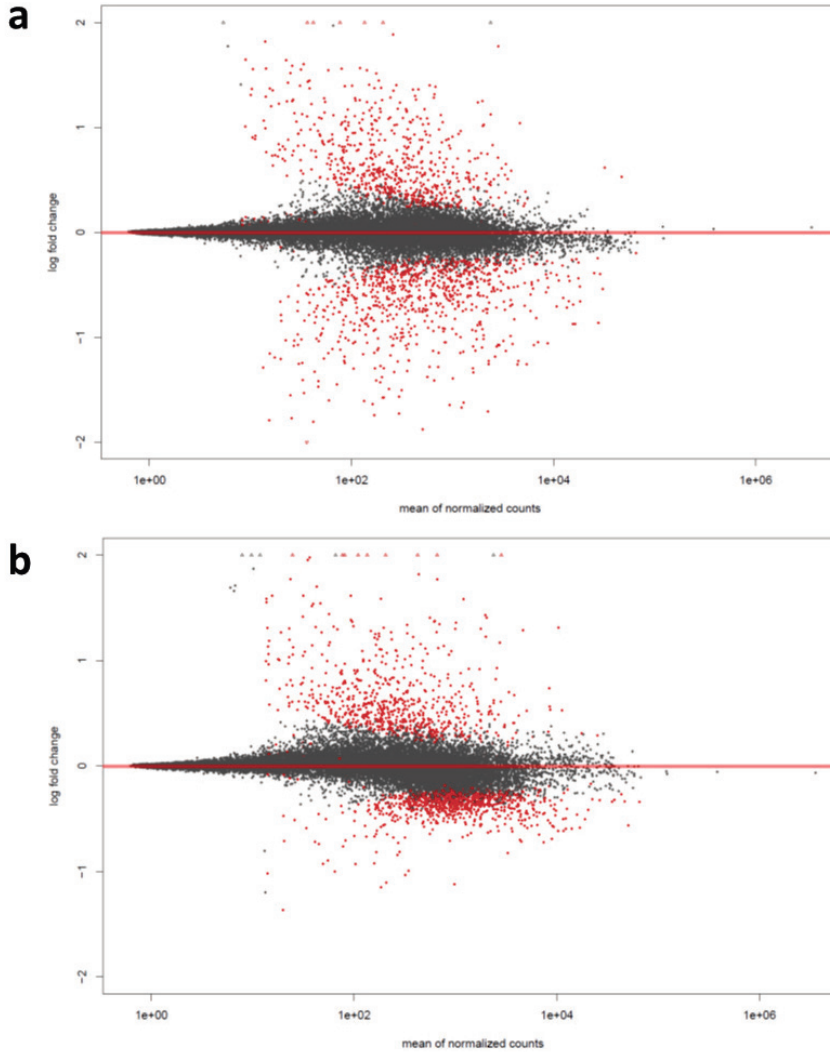 a
2
1
0
−1
−2
log fold change
1e+00 1e+02 1e+04 1e+06
mean of normalized counts
b
2
1
0
−1
−2
log fold change
1e+00 1e+02 1e+04 1e+06
mean of normalized counts